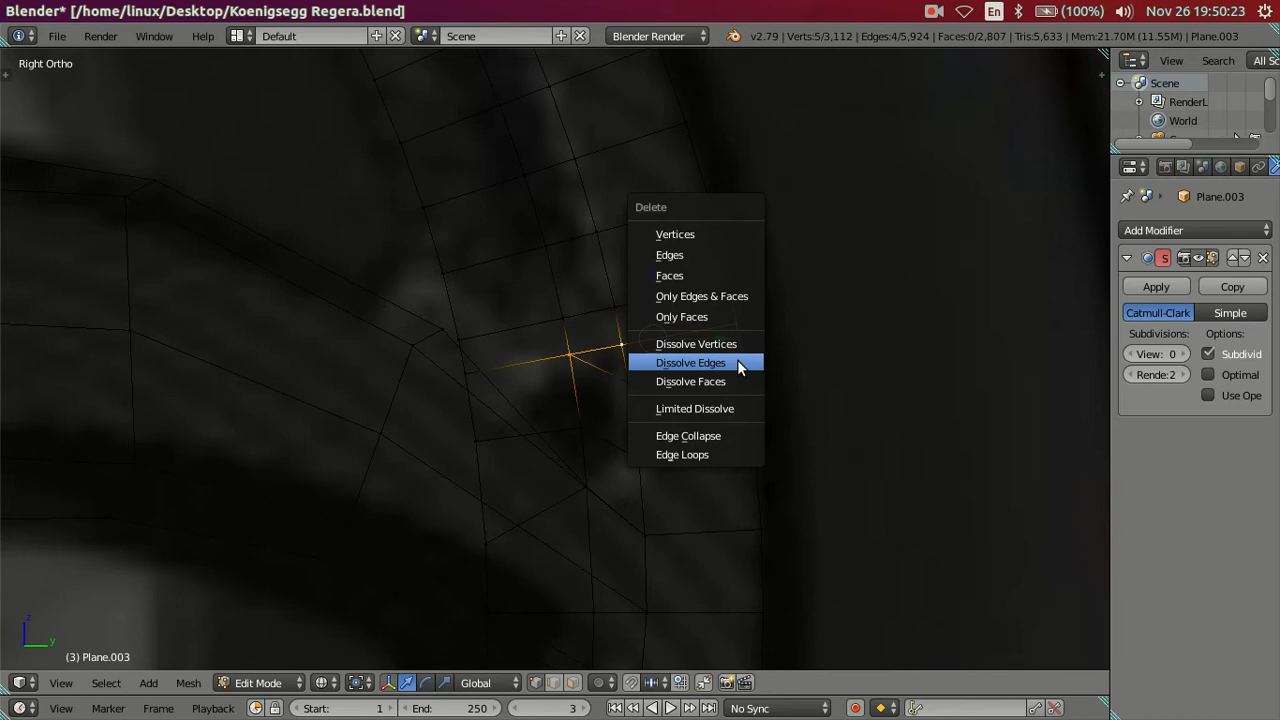 Blender* [/home/linux/Desktop/Koenigsegg Regera.blend]
En
(100%)
Nov 26 19:50:23
File
Render
Window
Help
Default
Scene
Blender Render
v2.79 | Verts:5/3,112 | Edges:4/5,924 | Faces:0/2,807 | Tris:5,633 | Mem:21.70M (11.55M) | Plane.003
Right Ortho
View
Search
All Sc
Scene
RenderL
World
Plane.003
Add Modifier
S
Apply
Copy
Catmull-Clark
Simple
Subdivisions:
Options:
View: 0
Subdivid
Rende:2
Optimal
Use Ope
Delete
Vertices
Edges
Faces
Only Edges & Faces
Only Faces
Dissolve Vertices
Dissolve Edges
Dissolve Faces
Limited Dissolve
Edge Collapse
Edge Loops
z
y
(3) Plane.003
View
Select
Add
Mesh
Edit Mode
Global
View
Marker
Frame
Playback
Start: 1
End: 250
3
No Sync